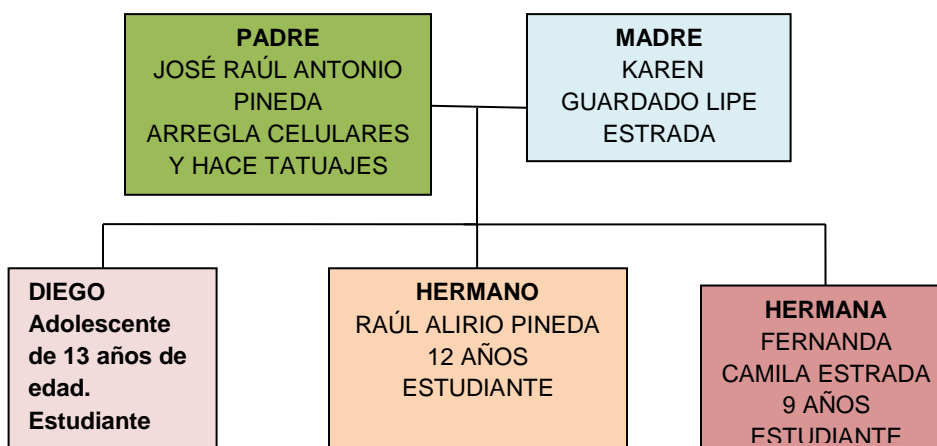 PADRE
JOSÉ RAÚL ANTONIO
PINEDA
ARREGLA CELULARES
Y HACE TATUAJES
MADRE
KAREN
GUARDADO LIPE
ESTRADA
DIEGO
Adolescente
de 13 años de
edad.
Estudiante
HERMANO
RAÚL ALIRIO PINEDA
12 AÑOS
ESTUDIANTE
HERMANA
FERNANDA
CAMILA ESTRADA
9 AÑOS
ESTUDIANTE